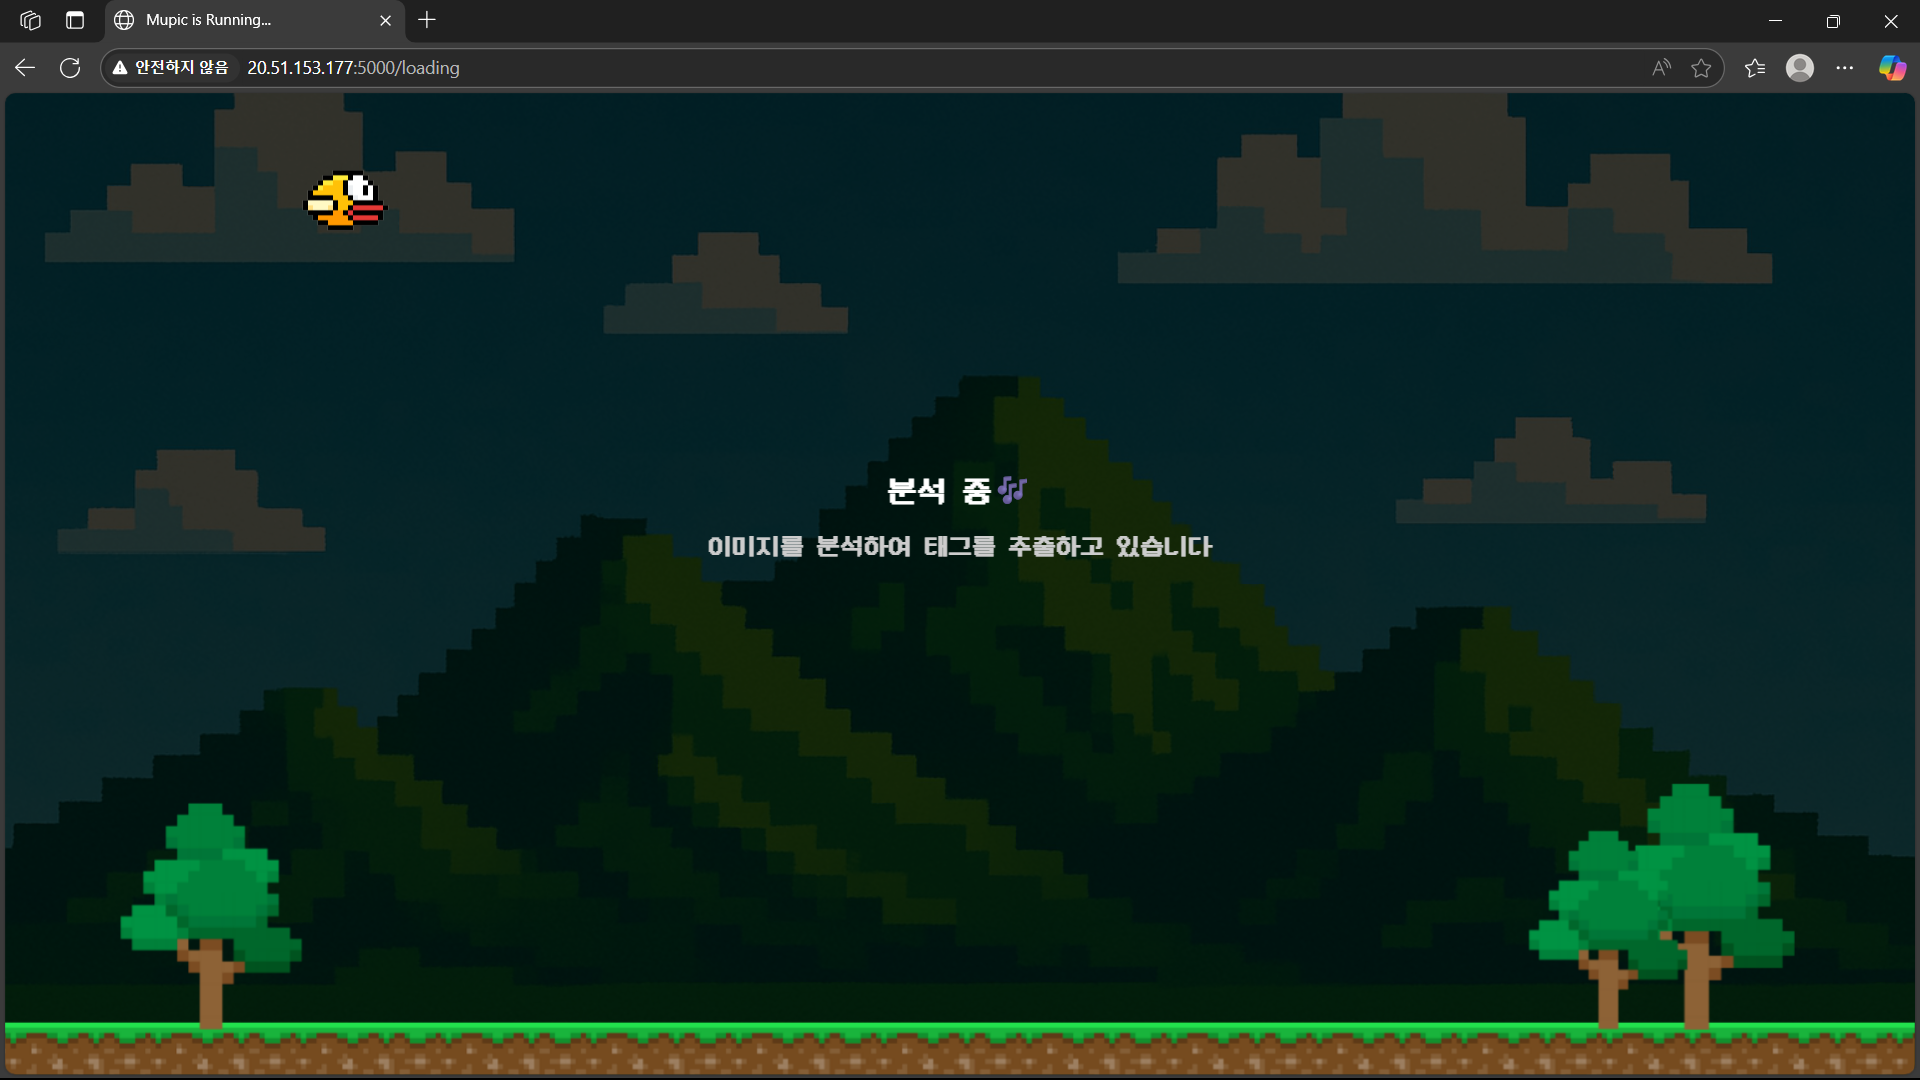 Mupic is Running...
안전하지 않음 20.51.153.177:5000/loading
분석 중🎶
이미지를 분석하여 태그를 추출하고 있습니다